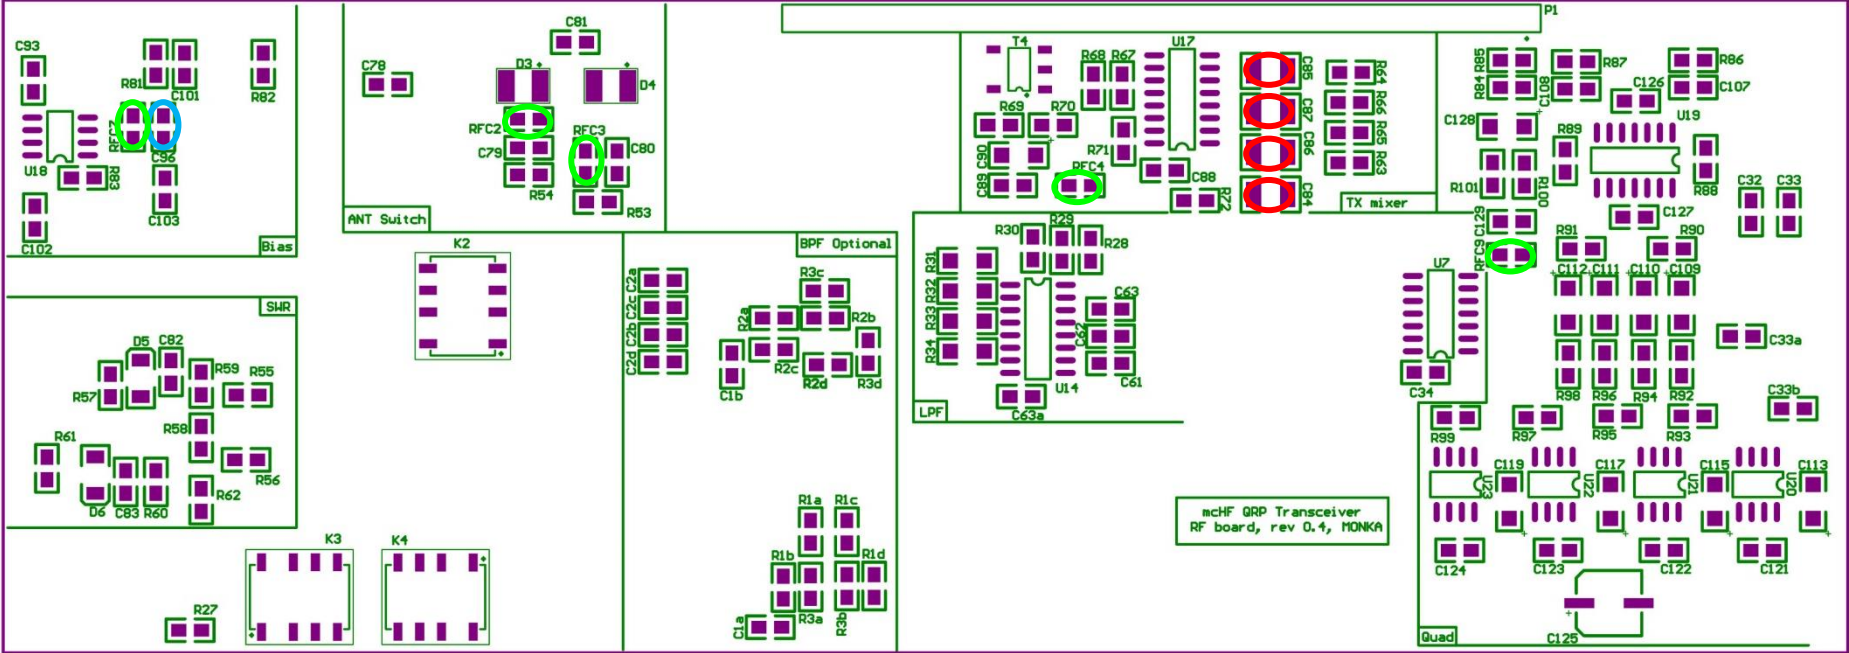 P1
C93
R81
C101
R82
RFC7
C96
U18
R83
C103
C102
Bias
C81
C78
D3
D4
RFC2
RFC3
C79
C80
R54
R53
ANT Switch
K2
BPF Optional
T4
R68
R67
U17
C85
R64
R69
R70
C87
R66
R71
C90
C86
R65
RFC4
R63
C89
C88
R72
C84
TX mixer
R85
R87
R86
R84
C108
C126
C107
C128
U19
R89
R101
R100
R88
C32
C33
C129
C127
RFC9
R91
R90
C112
C111
C110
C109
U7
C33a
C34
R98
R96
R94
R92
C33b
R99
R97
R95
R93
R29
R30
R28
R31
R32
R33
R34
C63
C62
C61
U14
C63a
LPF
C2a
C2c
C2b
C2d
R3c
R2a
R2b
R2c
R2d
R3d
C1b
SWR
D5
C82
R59
R55
R57
R58
R61
R56
R62
D6
C83
R60
K3
K4
R27
R1a
R1c
R1b
R1d
R3a
R3b
C1a
mcHF QRP Transceiver
RF board, rev 0.4, MONKA
C119
C117
C115
C113
U23
U22
U21
U20
C124
C123
C122
C121
C125
Quad